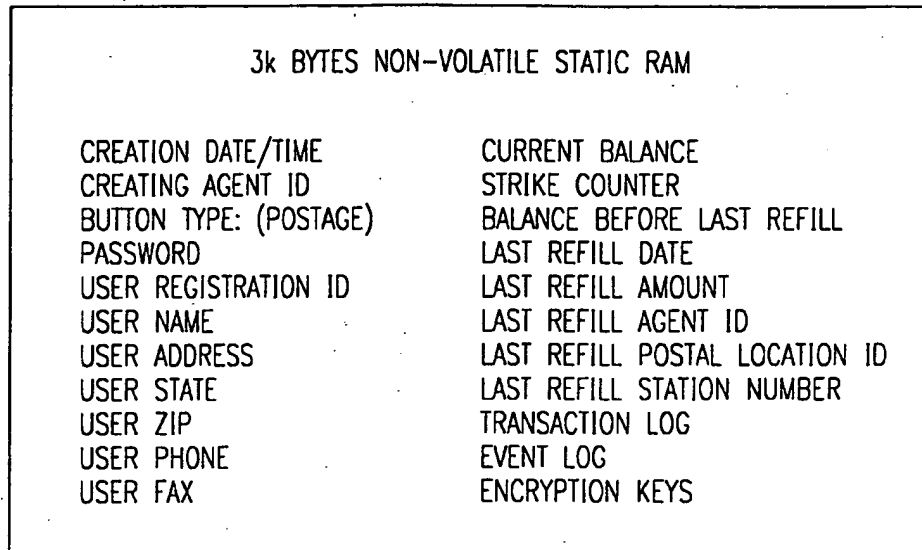 3k BYTES NON-VOLATILE STATIC RAM
CREATION DATE/TIME
CREATING AGENT ID
BUTTON TYPE: (POSTAGE)
PASSWORD
USER REGISTRATION ID
USER NAME
USER ADDRESS
USER STATE
USER ZIP
USER PHONE
USER FAX
CURRENT BALANCE
STRIKE COUNTER
BALANCE BEFORE LAST REFILL
LAST REFILL DATE
LAST REFILL AMOUNT
LAST REFILL AGENT ID
LAST REFILL POSTAL LOCATION ID
LAST REFILL STATION NUMBER
TRANSACTION LOG
EVENT LOG
ENCRYPTION KEYS